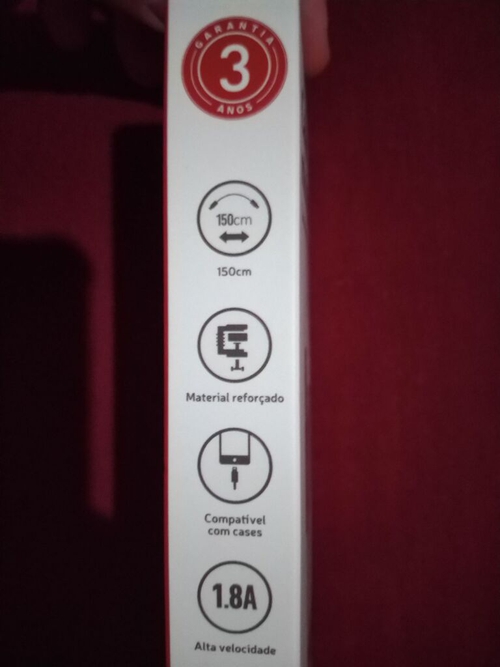 GARANTIA
3
ANOS
150cm
150cm
Material reforçado
Compatível
com cases
1.8A
Alta velocidade